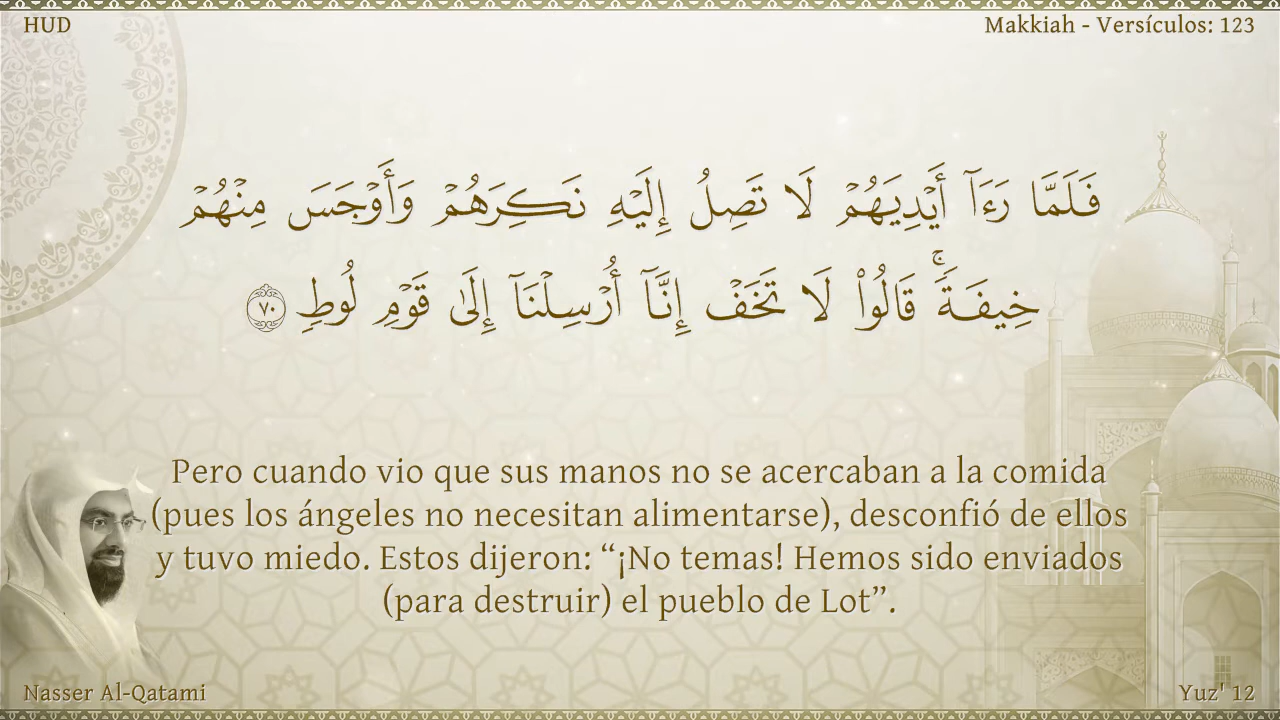 HUD
Makkiah - Versículos: 123
فَلَمَّا رَءَآ أَيۡدِيَهُمۡ لَا تَصِلُ إِلَيۡهِ نَكِرَهُمۡ وَأَوۡجَسَ مِنۡهُمۡ
خِيفَةٗۚ قَالُواْ لَا تَخَفۡ إِنَّآ أُرۡسِلۡنَآ إِلَىٰ قَوۡمِ لُوطٖ ٧٠
Pero cuando vio que sus manos no se acercaban a la comida
(pues los ángeles no necesitan alimentarse), desconfió de ellos
y tuvo miedo. Estos dijeron: “¡No temas! Hemos sido enviados
(para destruir) el pueblo de Lot”.
Nasser Al-Qatami
Yuz' 12